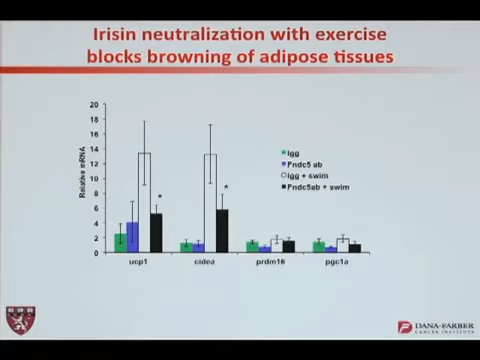 Irisin neutralization with exercise
blocks browning of adipose tissues
20
18
16
14
12
10
8
6
4
2
0
Relative mRNA
Igg
Fndc5 ab
Igg + swim
Fndc5ab + swim
*
*
ucp1
cidea
prdm16
pgc1a
DANA-FARBER
CANCER INSTITUTE